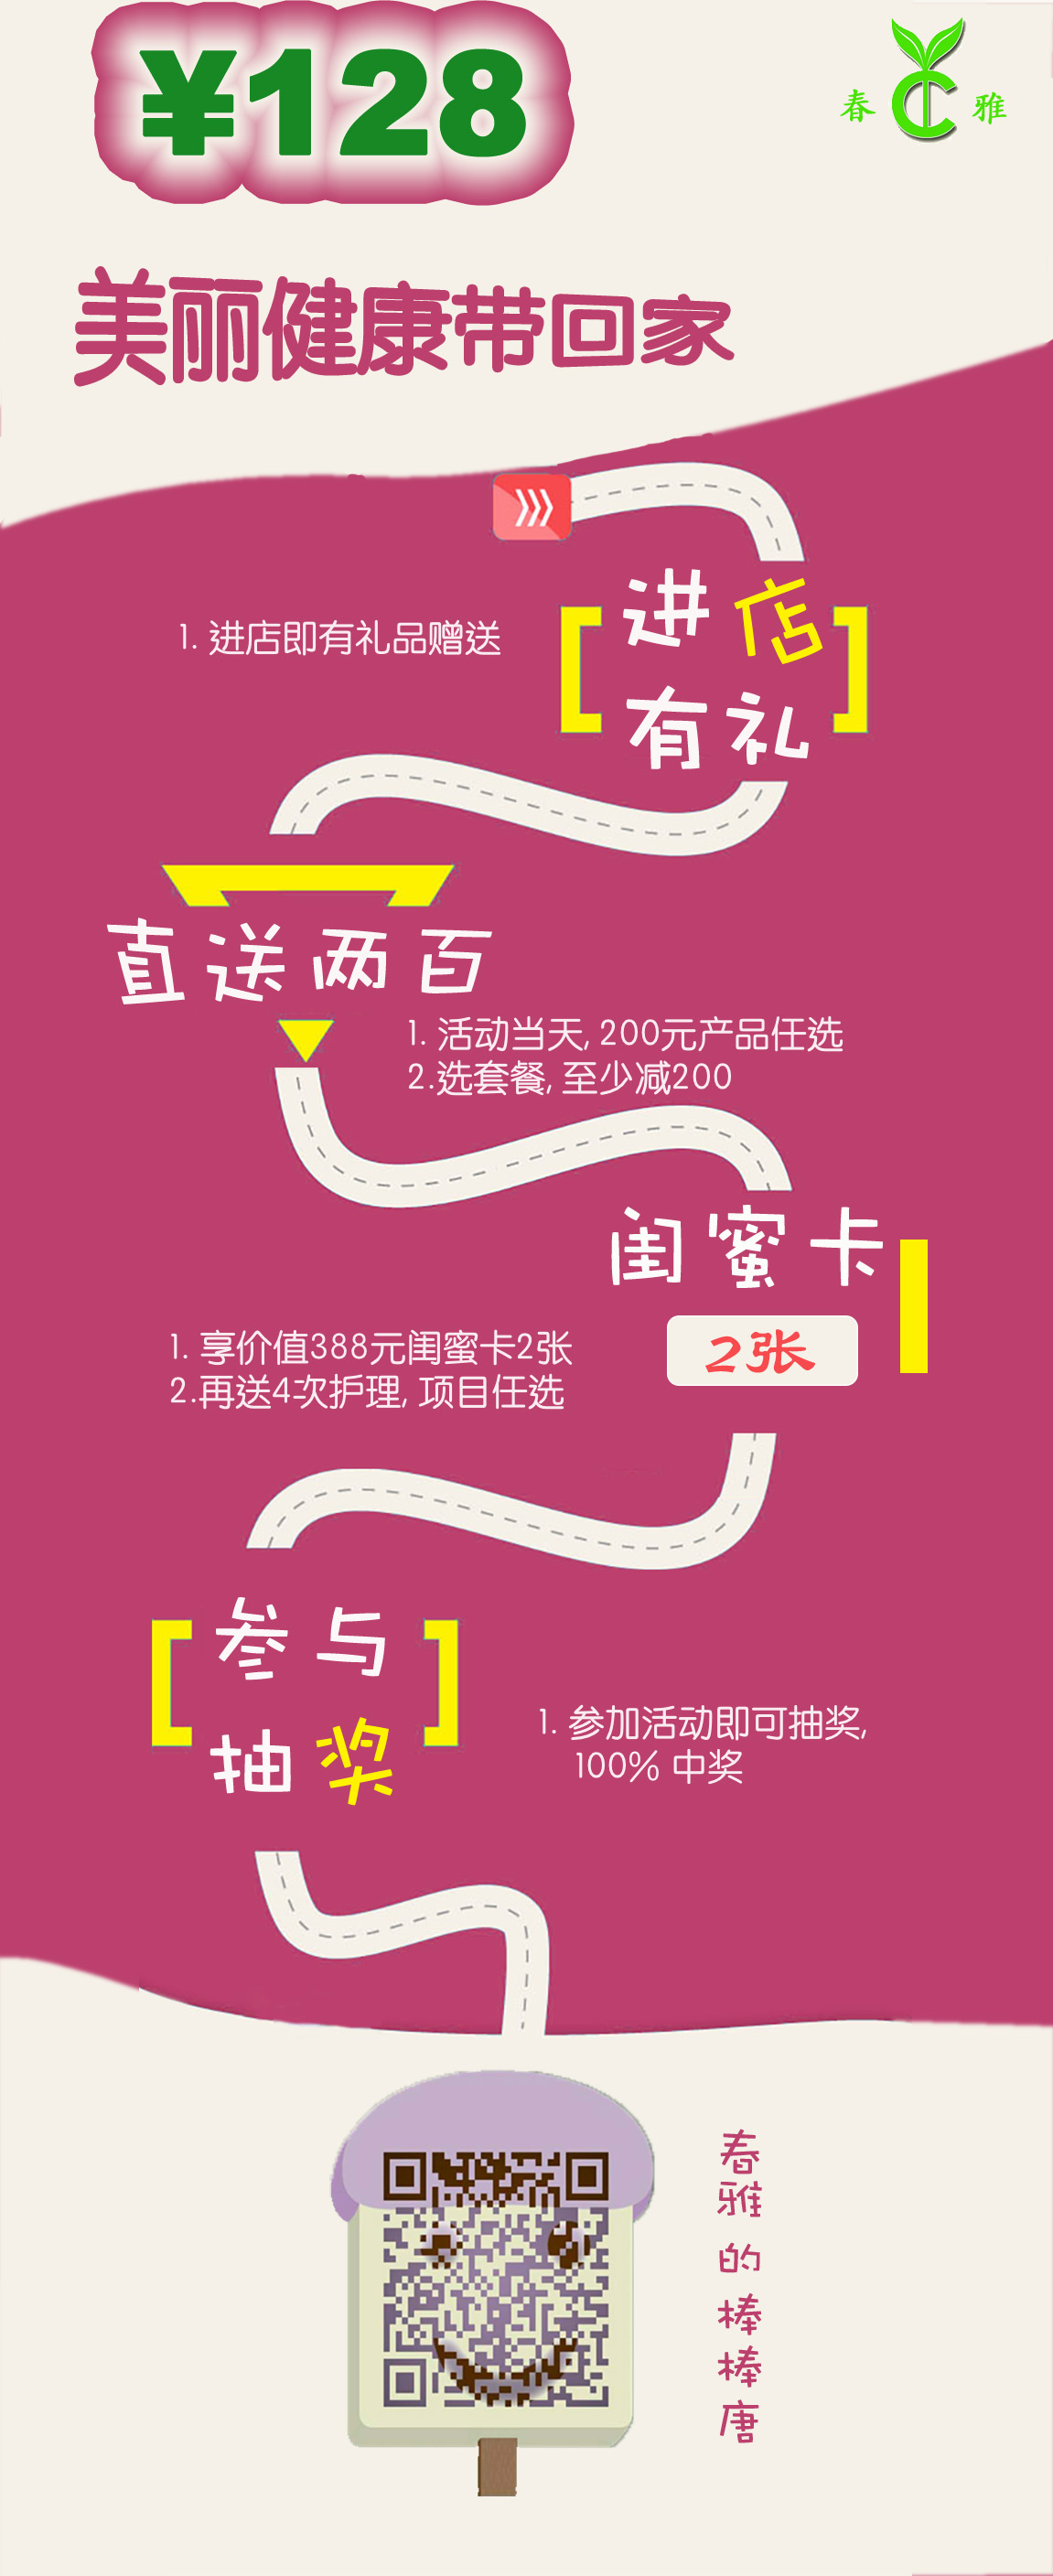 ¥128
春 雅
美丽健康带回家
进店
有礼
1. 进店即有礼品赠送
直送两百
1. 活动当天, 200元产品任选
2.选套餐, 至少减200
闺蜜卡
2张
1. 享价值388元闺蜜卡2张
2.再送4次护理, 项目任选
参与
抽奖
1. 参加活动即可抽奖,
100% 中奖
春雅的棒棒唐